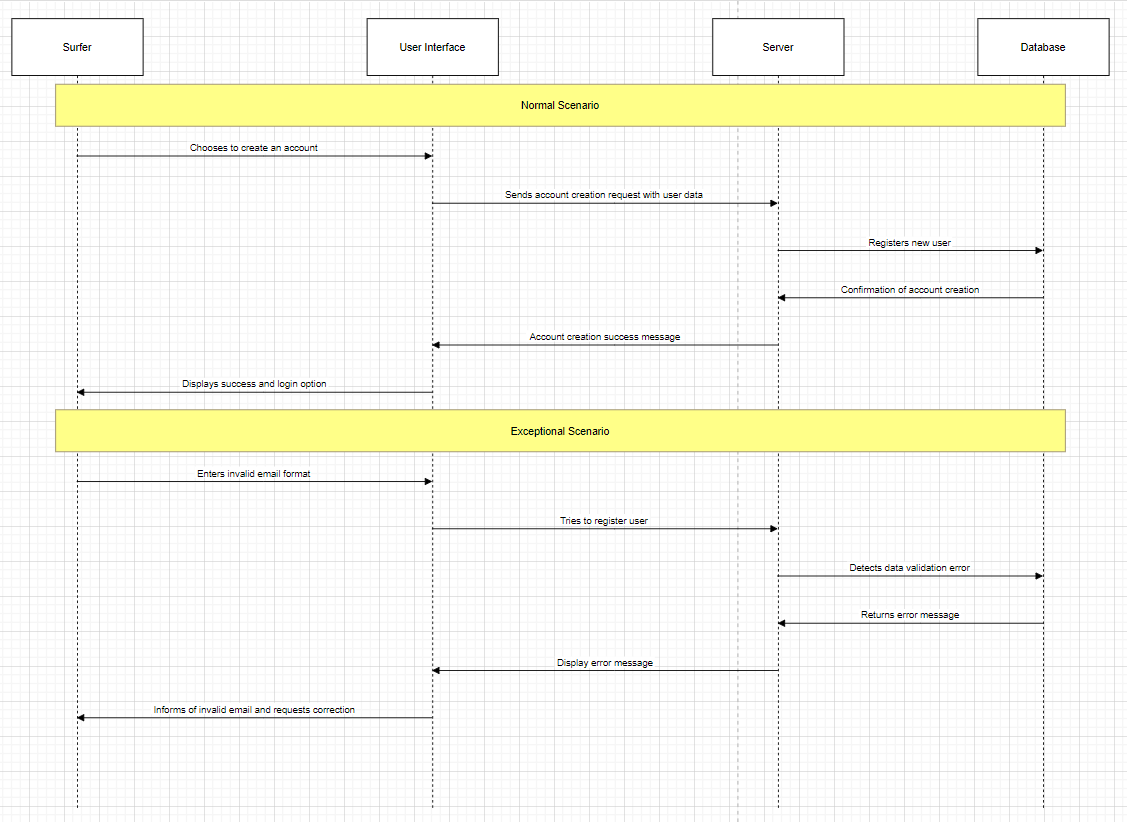 Surfer
User Interface
Server
Database
Normal Scenario
Chooses to create an account
Sends account creation request with user data
Registers new user
Confirmation of account creation
Account creation success message
Displays success and login option
Exceptional Scenario
Enters invalid email format
Tries to register user
Detects data validation error
Returns error message
Display error message
Informs of invalid email and requests correction